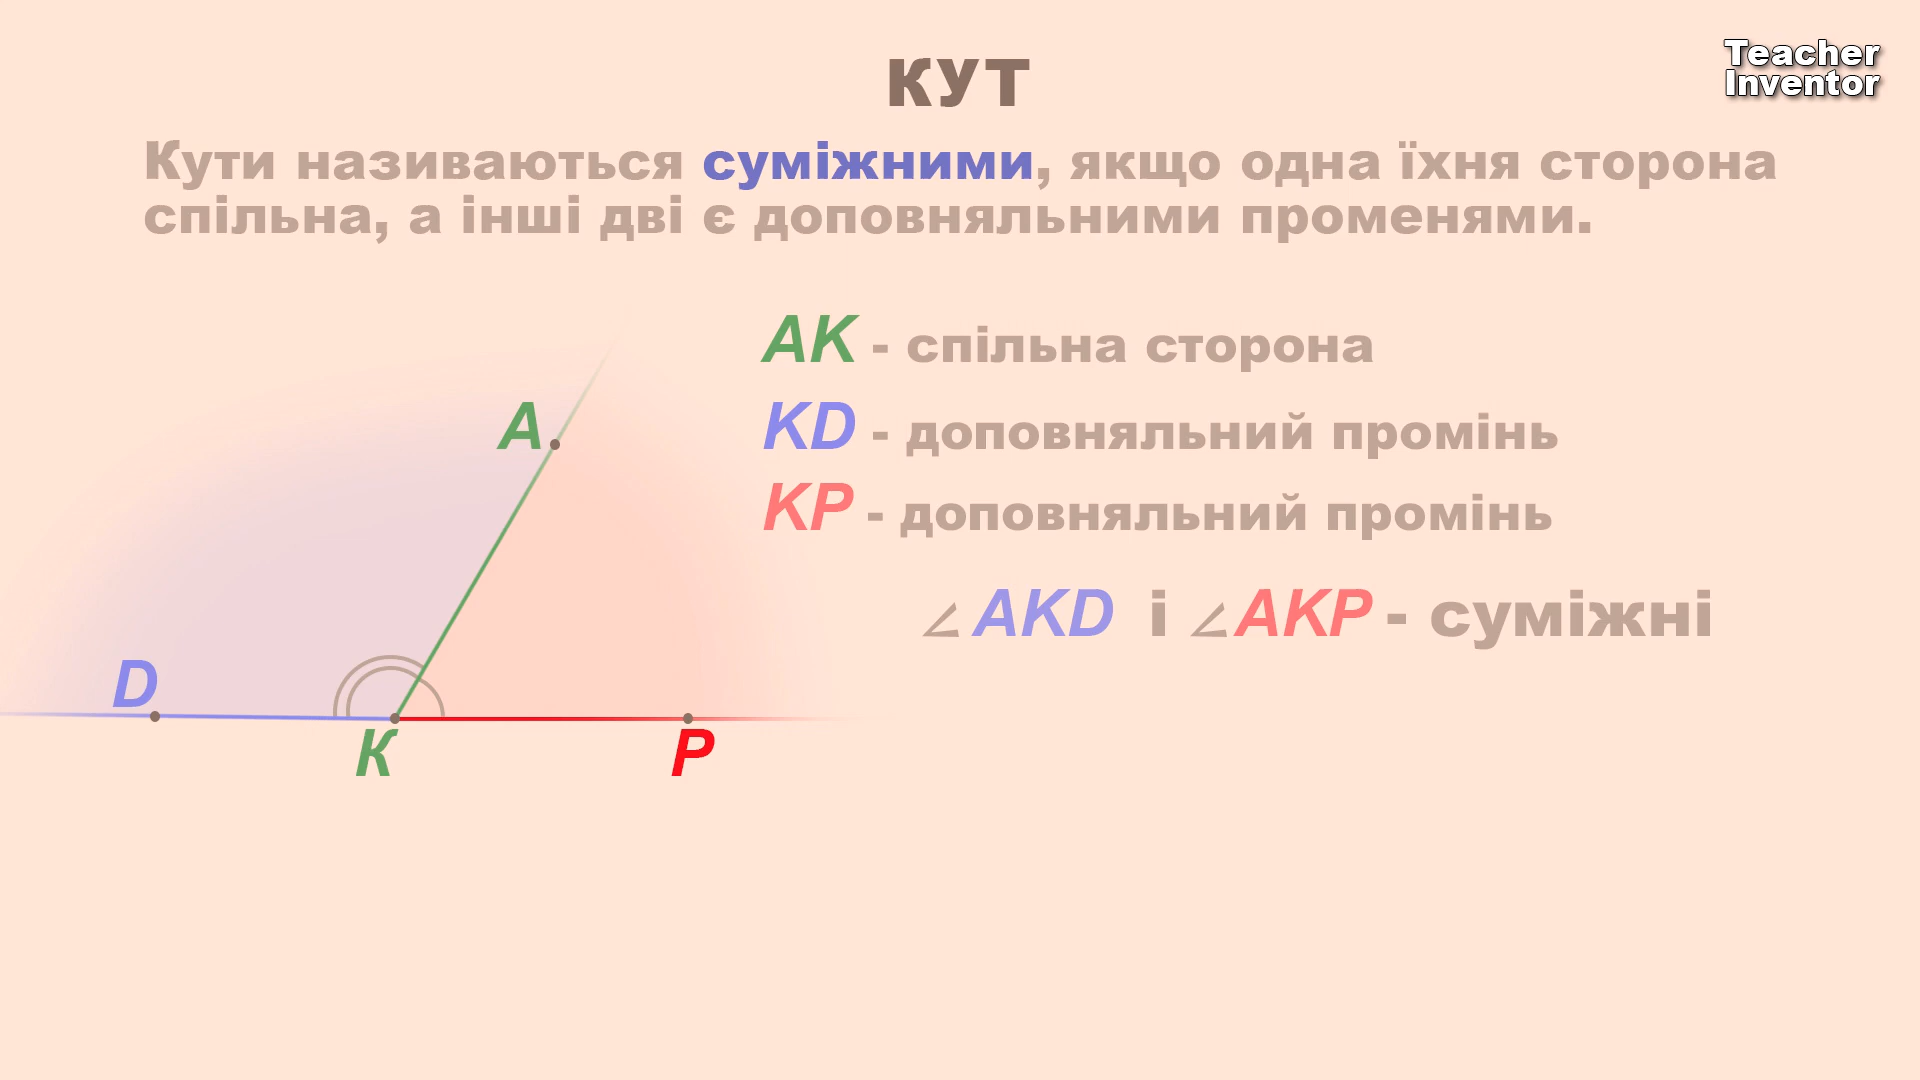 КУТ
Teacher
Inventor
Кути називаються суміжними, якщо одна їхня сторона
спільна, а інші дві є доповняльними променями.
AK - спільна сторона
KD - доповняльний промінь
KP - доповняльний промінь
∠AKD і ∠AKP - суміжні
A
D
K
P